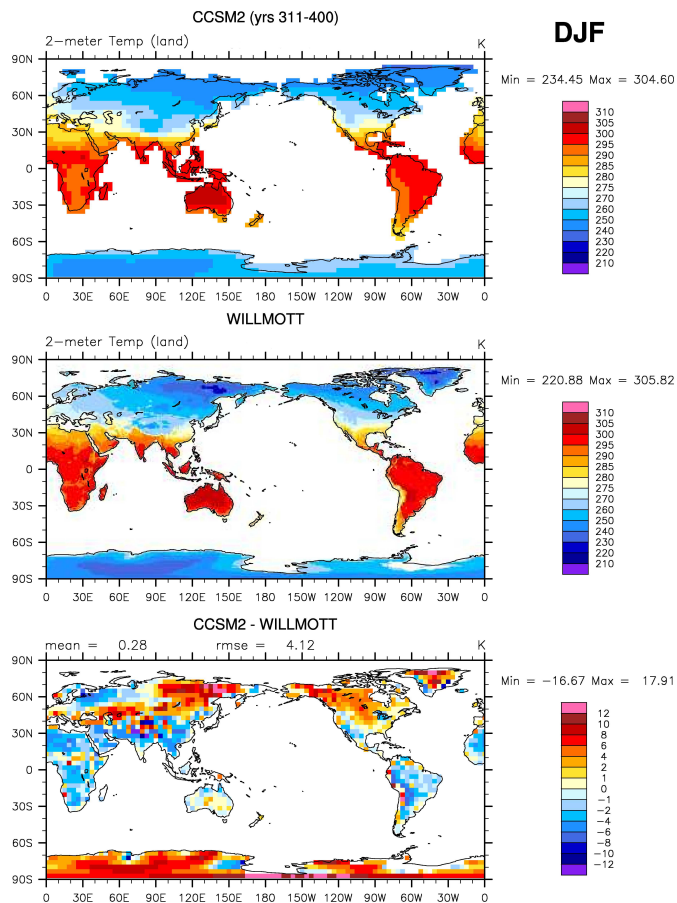 CCSM2 (yrs 311-400)
DJF
2-meter Temp (land) K
Min = 234.45 Max = 304.60
90N
60N
30N
0
30S
60S
90S
0 30E 60E 90E 120E 150E 180 150W 120W 90W 60W 30W 0
310
305
300
295
290
285
280
275
270
260
250
240
230
220
210
WILLMOTT
2-meter Temp (land) K
Min = 220.88 Max = 305.82
90N
60N
30N
0
30S
60S
90S
0 30E 60E 90E 120E 150E 180 150W 120W 90W 60W 30W 0
310
305
300
295
290
285
280
275
270
260
250
240
230
220
210
CCSM2 - WILLMOTT
mean = 0.28 rmse = 4.12 K
Min = -16.67 Max = 17.91
90N
60N
30N
0
30S
60S
90S
0 30E 60E 90E 120E 150E 180 150W 120W 90W 60W 30W 0
12
10
8
6
4
2
1
0
-1
-2
-4
-6
-8
-10
-12